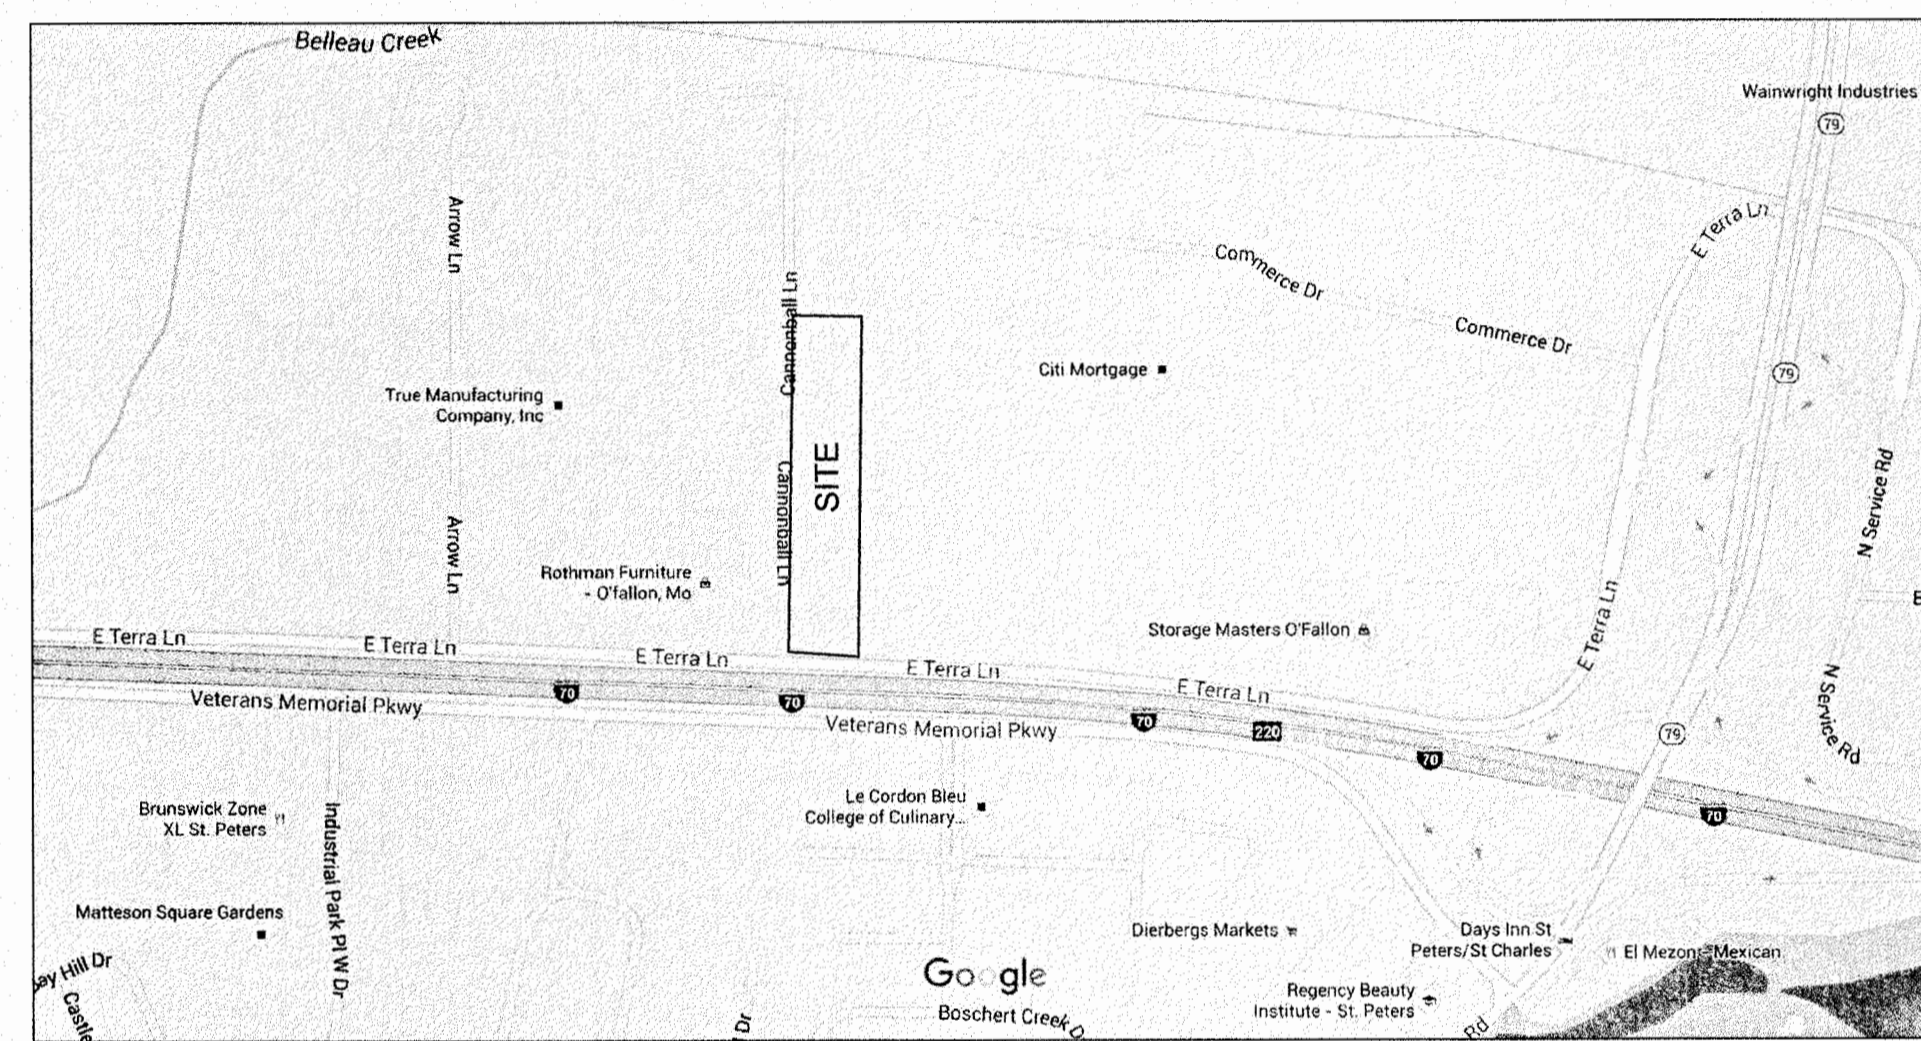 Belleau Creek
Wainwright Industries
79
Arrow Ln
E Terra Ln
Commerce Dr
Cannonball Ln
Commerce Dr
Citi Mortgage
79
True Manufacturing
Company, Inc
SITE
Cannonball Ln
N Service Rd
Arrow Ln
Rothman Furniture
- O'fallon, Mo
E Terra Ln
Storage Masters O'Fallon
E Terra Ln
E Terra Ln
E Terra Ln
E Terra Ln
E Terra Ln
N Service Rd
70
70
70
220
79
70
Veterans Memorial Pkwy
Veterans Memorial Pkwy
70
Le Cordon Bleu
College of Culinary...
Brunswick Zone
XL St. Peters
Industrial Park Pl W Dr
Matteson Square Gardens
Dierbergs Markets
Days Inn St
Peters/St Charles
Google
Regency Beauty
Institute - St. Peters
Boschert Creek D
Dr
Rd